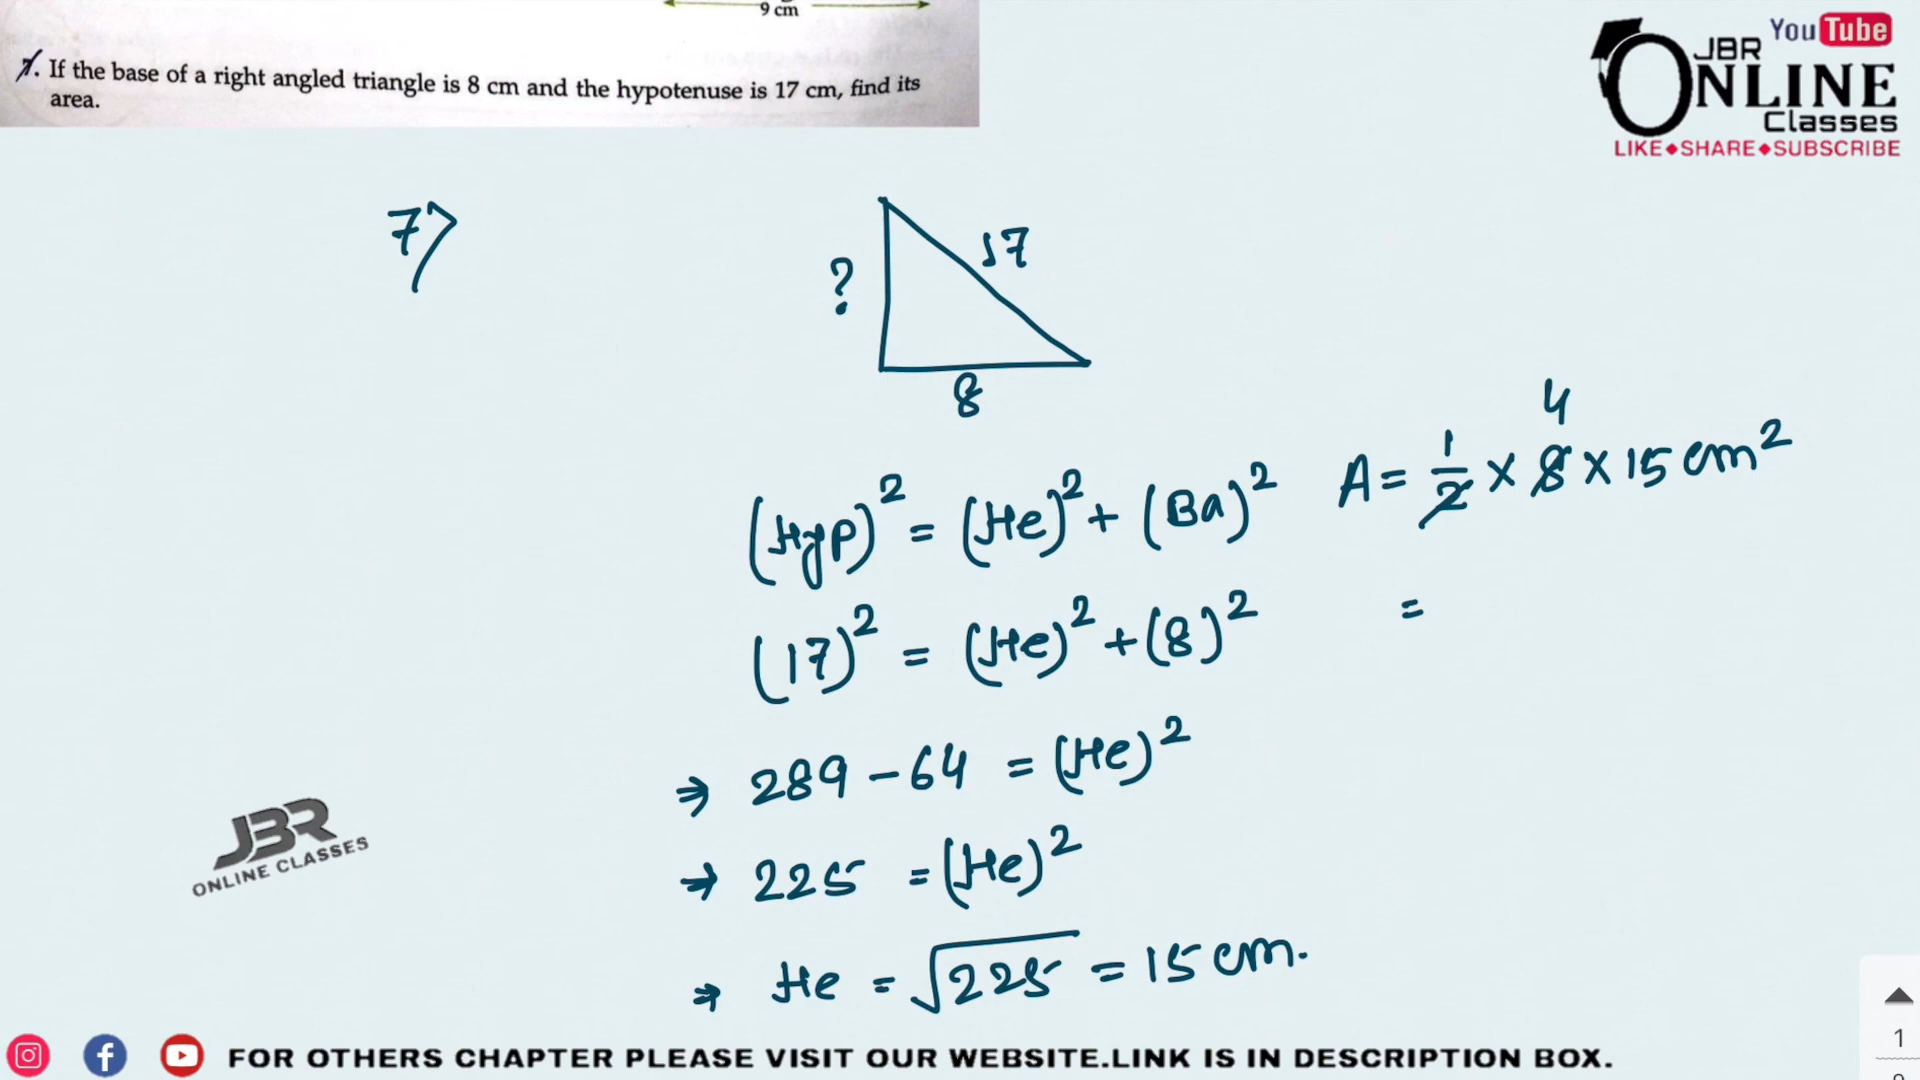 9 cm
7. If the base of a right angled triangle is 8 cm and the hypotenuse is 17 cm, find its
area.
YouTube
JBR
ONLINE
Classes
LIKE◆SHARE◆SUBSCRIBE
7)
?
17
8
(Hyp)² = (He)² + (Ba)²
(17)² = (He)² + (8)²
⇒ 289 - 64 = (He)²
⇒ 225 = (He)²
⇒ He = √225 = 15 cm.
4
A = 1/2 × 8 × 15 cm²
=
JBR
ONLINE CLASSES
FOR OTHERS CHAPTER PLEASE VISIT OUR WEBSITE.LINK IS IN DESCRIPTION BOX.
1